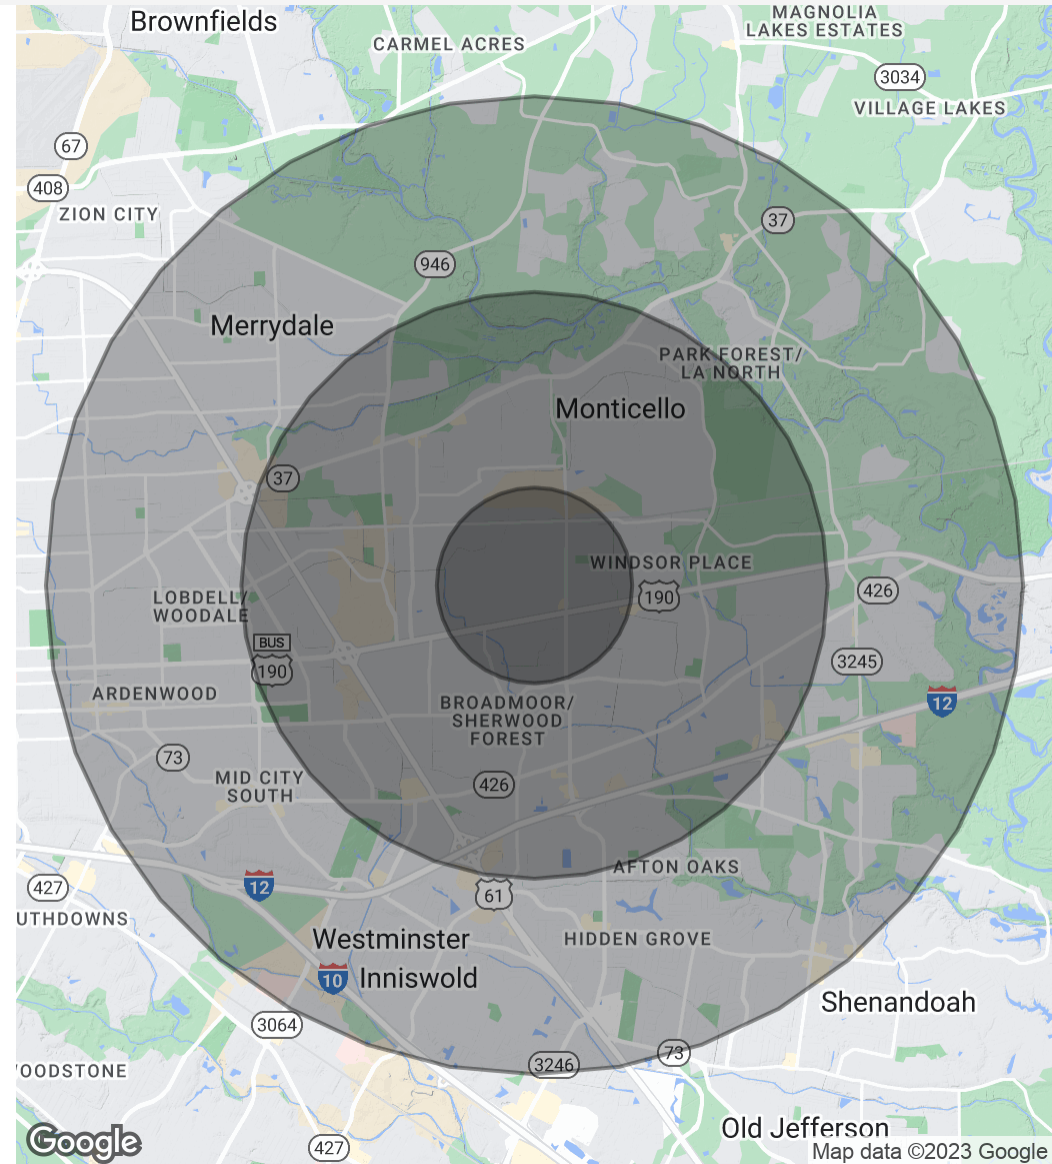 Brownfields
MAGNOLIA
LAKES ESTATES
CARMEL ACRES
3034
VILLAGE LAKES
67
408
ZION CITY
37
946
Merrydale
PARK FOREST/
LA NORTH
Monticello
37
WINDSOR PLACE
190
426
LOBDELL/
WOODALE
BUS
190
3245
ARDENWOOD
12
BROADMOOR/
SHERWOOD
FOREST
73
MID CITY
SOUTH
426
AFTON OAKS
427
12
61
UTHDOWNS
Westminster
HIDDEN GROVE
10
Inniswold
Shenandoah
3064
73
3246
OODSTONE
Old Jefferson
Google
427
Map data ©2023 Google